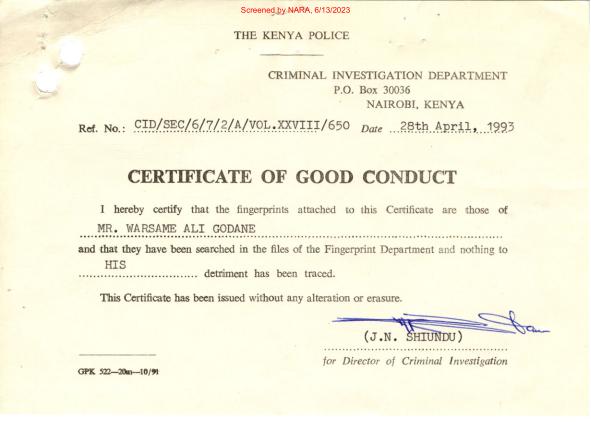 Screened by NARA, 6/13/2023
THE KENYA POLICE
CRIMINAL INVESTIGATION DEPARTMENT
P.O. Box 30036
NAIROBI, KENYA
Ref. No.: CID/SEC/6/7/2/A/VOL.XXVIII/650 Date 28th April, 1993
CERTIFICATE OF GOOD CONDUCT
I hereby certify that the fingerprints attached to this Certificate are those of
MR. WARSAME ALI GODANE
and that they have been searched in the files of the Fingerprint Department and nothing to
HIS detriment has been traced.
This Certificate has been issued without any alteration or erasure.
(J.N. SHIUNDU)
for Director of Criminal Investigation
GPK 522—20m—10/91